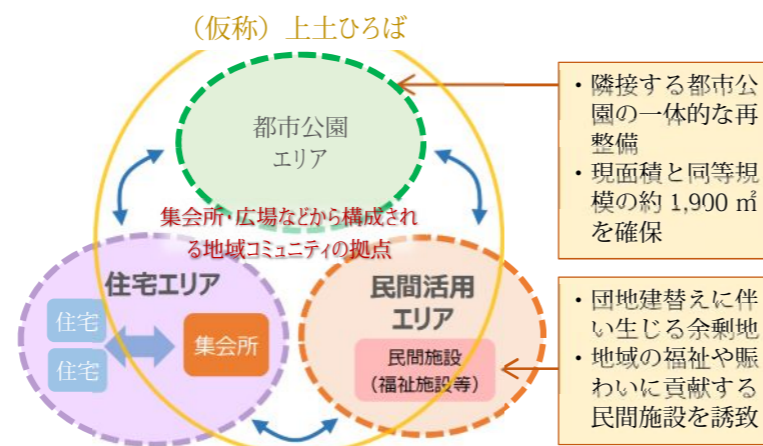 (仮称)上土ひろば
都市公園
エリア
・隣接する都市公
園の一体的な再
整備
・現面積と同等規
模の約 1,900 ㎡
を確保
集会所・広場などから構成され
る地域コミュニティの拠点
住宅エリア
住宅
住宅
集会所
民間活用
エリア
民間施設
(福祉施設等)
・団地建替えに伴
い生じる余剰地
・地域の福祉や賑
わいに貢献する
民間施設を誘致